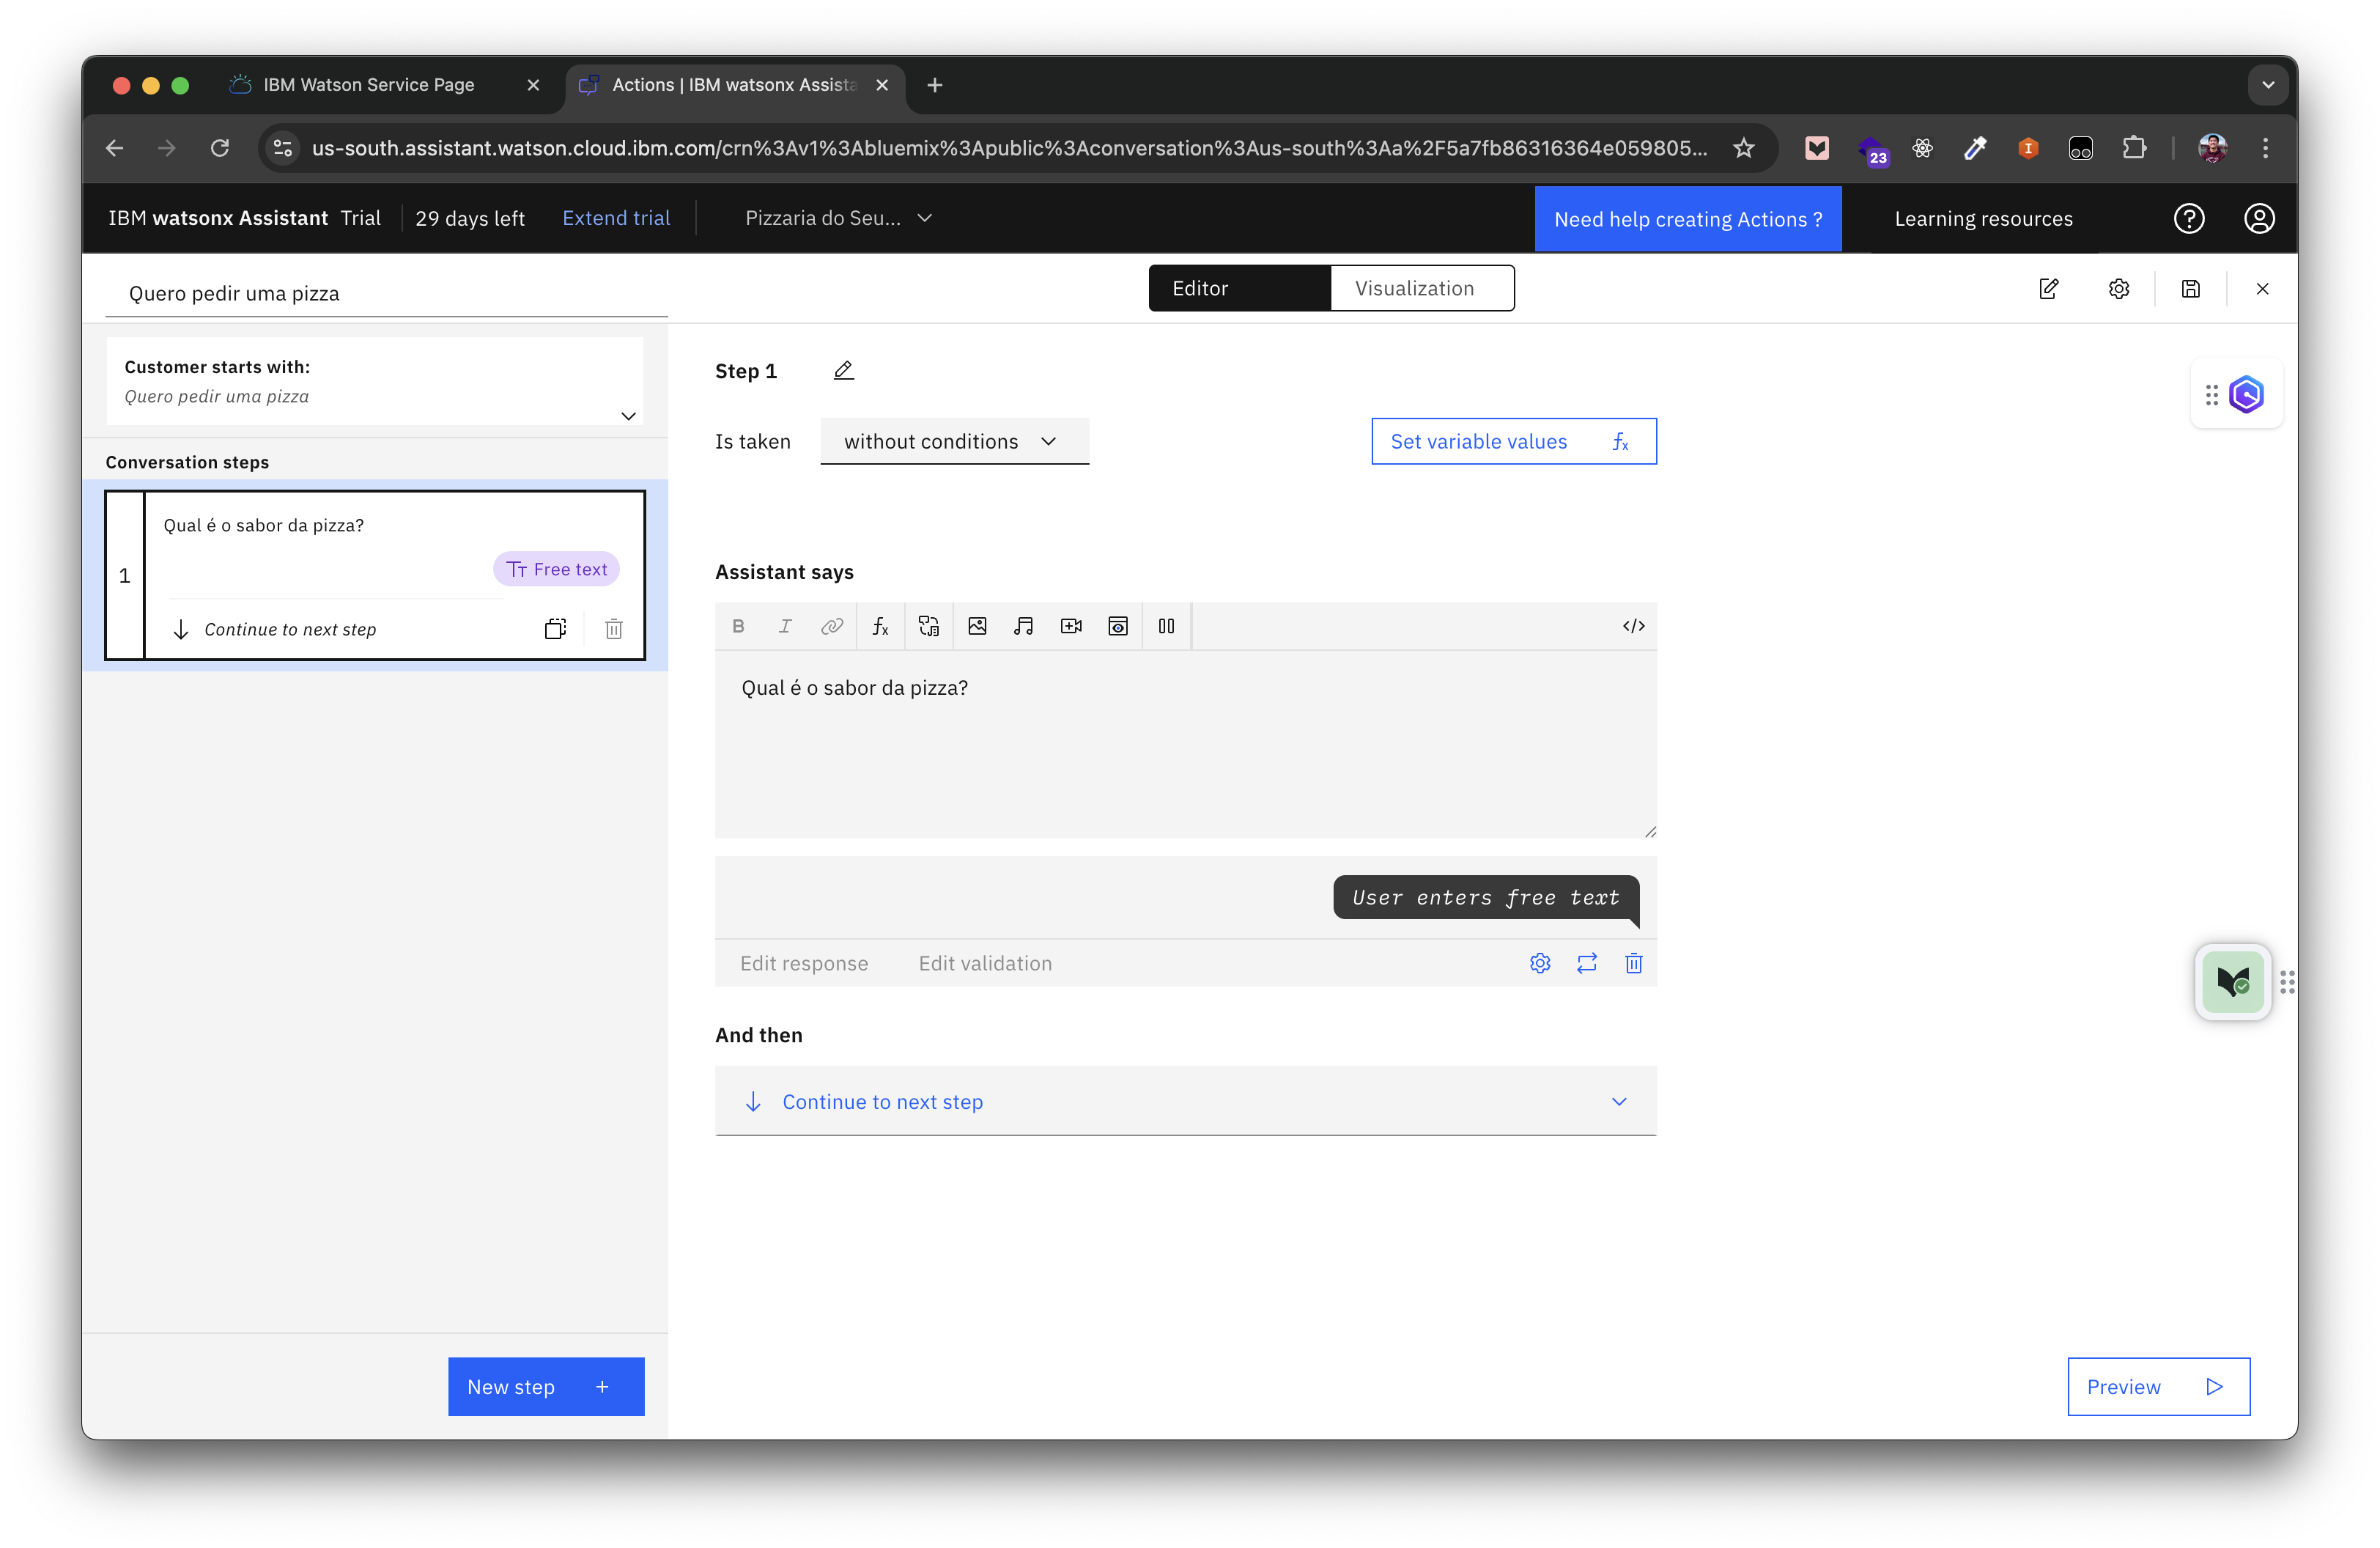 IBM Watson Service Page
Actions | IBM watsonx Assista
us-south.assistant.watson.cloud.ibm.com/crn%3Av1%3Abluemix%3Apublic%3Aconversation%3Aus-south%3Aa%2F5a7fb86316364e059805...
23
IBM watsonx Assistant Trial 29 days left Extend trial Pizzaria do Seu... Need help creating Actions ? Learning resources
Quero pedir uma pizza
Editor Visualization
Customer starts with:
Quero pedir uma pizza
Conversation steps
1
Qual é o sabor da pizza?
Free text
Continue to next step
New step
Step 1
Is taken without conditions Set variable values fx
Assistant says
B I fx </>
Qual é o sabor da pizza?
User enters free text
Edit response Edit validation
And then
Continue to next step
Preview